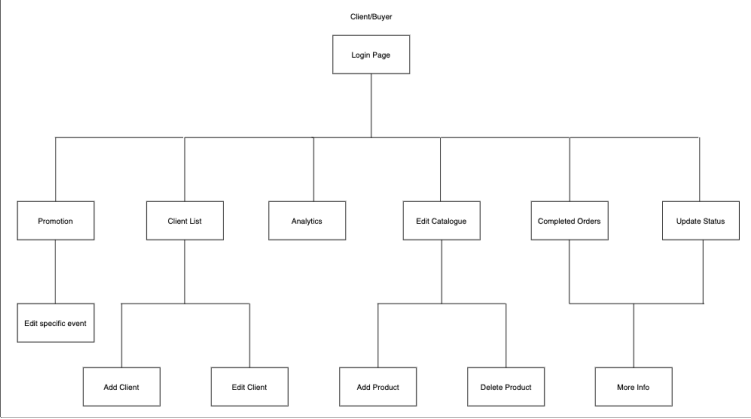 Client/Buyer
Login Page
Promotion
Client List
Analytics
Edit Catalogue
Completed Orders
Update Status
Edit specific event
Add Client
Edit Client
Add Product
Delete Product
More Info